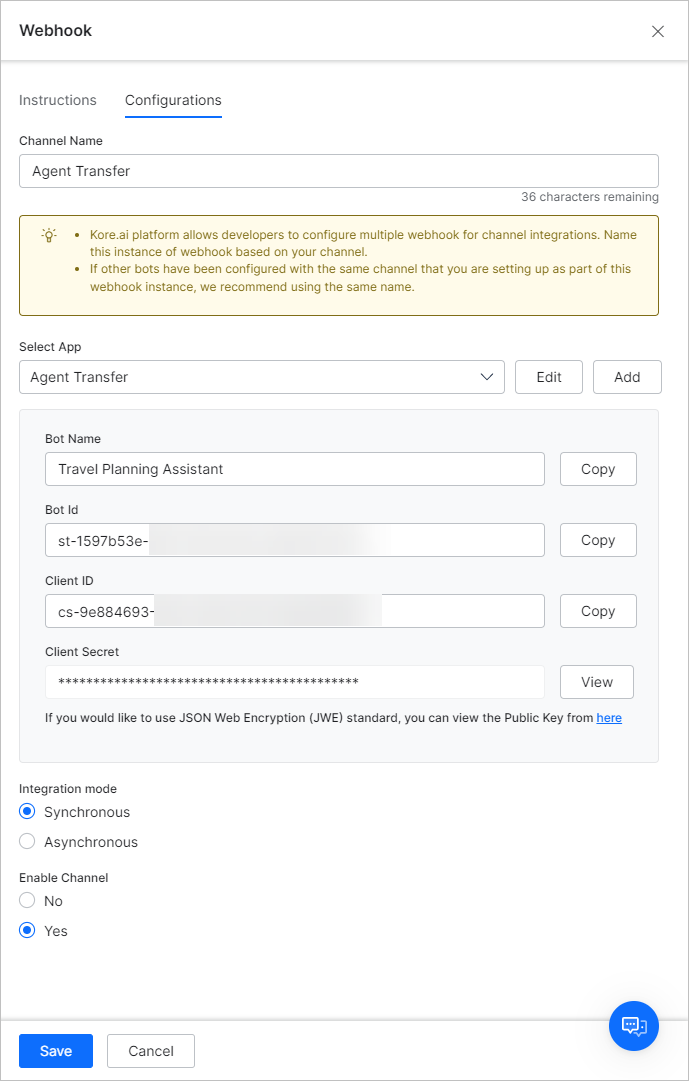 Webhook
Instructions
Configurations
Channel Name
Agent Transfer
36 characters remaining
• Kore.ai platform allows developers to configure multiple webhook for channel integrations. Name
this instance of webhook based on your channel.
• If other bots have been configured with the same channel that you are setting up as part of this
webhook instance, we recommend using the same name.
Select App
Agent Transfer
Edit
Add
Bot Name
Travel Planning Assistant
Copy
Bot Id
st-1597b53e-
Copy
Client ID
cs-9e884693-
Copy
Client Secret
*******************************************
View
If you would like to use JSON Web Encryption (JWE) standard, you can view the Public Key from here
Integration mode
Synchronous
Asynchronous
Enable Channel
No
Yes
Save
Cancel